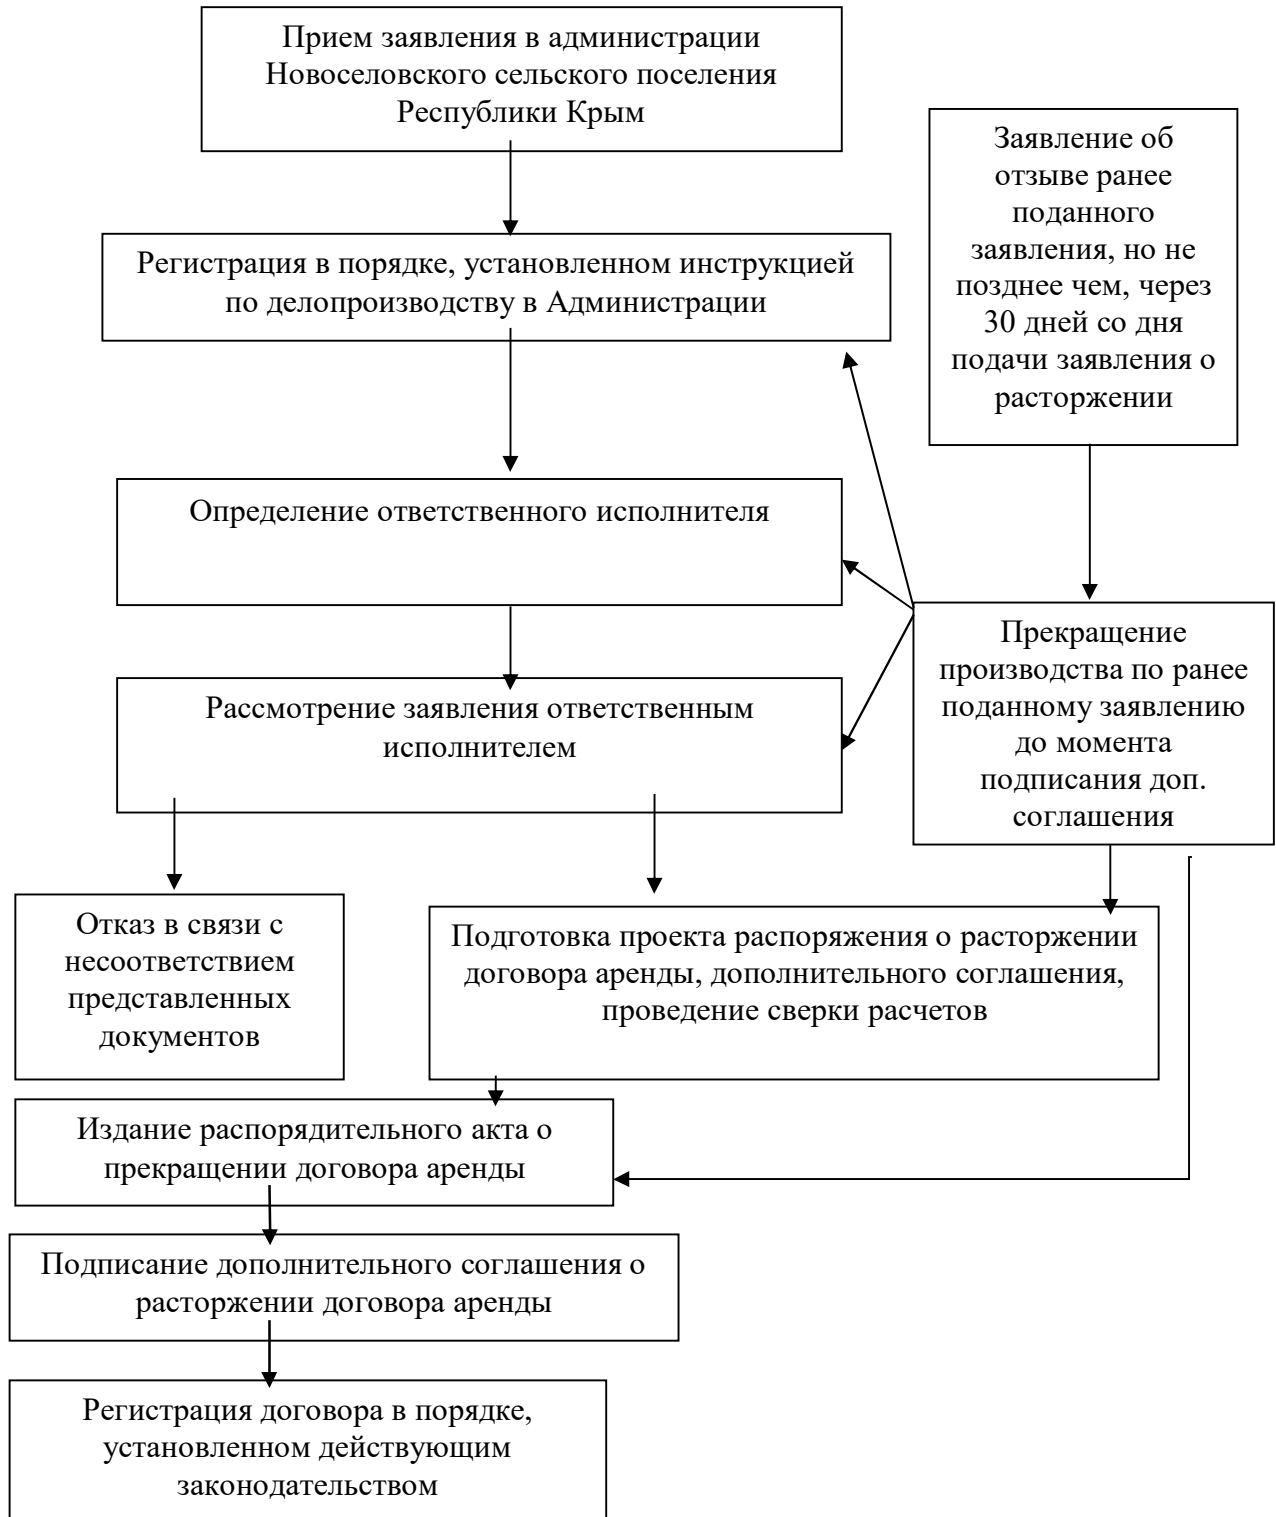 Прием заявления в администрации
Новоселовского сельского поселения
Республики Крым
Заявление об
отзыве ранее
поданного
заявления, но не
позднее чем, через
30 дней со дня
подачи заявления о
расторжении
Регистрация в порядке, установленном инструкцией
по делопроизводству в Администрации
Определение ответственного исполнителя
Прекращение
производства по ранее
поданному заявлению
до момента
подписания доп.
соглашения
Рассмотрение заявления ответственным
исполнителем
Отказ в связи с
несоответствием
представленных
документов
Подготовка проекта распоряжения о расторжении
договора аренды, дополнительного соглашения,
проведение сверки расчетов
Издание распорядительного акта о
прекращении договора аренды
Подписание дополнительного соглашения о
расторжении договора аренды
Регистрация договора в порядке,
установленном действующим
законодательством